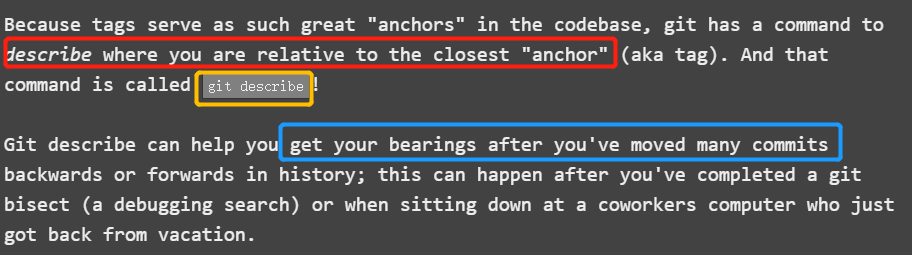 Because tags serve as such great "anchors" in the codebase, git has a command to
describe where you are relative to the closest "anchor" (aka tag). And that
command is called git describe!
Git describe can help you get your bearings after you've moved many commits
backwards or forwards in history; this can happen after you've completed a git
bisect (a debugging search) or when sitting down at a coworkers computer who just
got back from vacation.